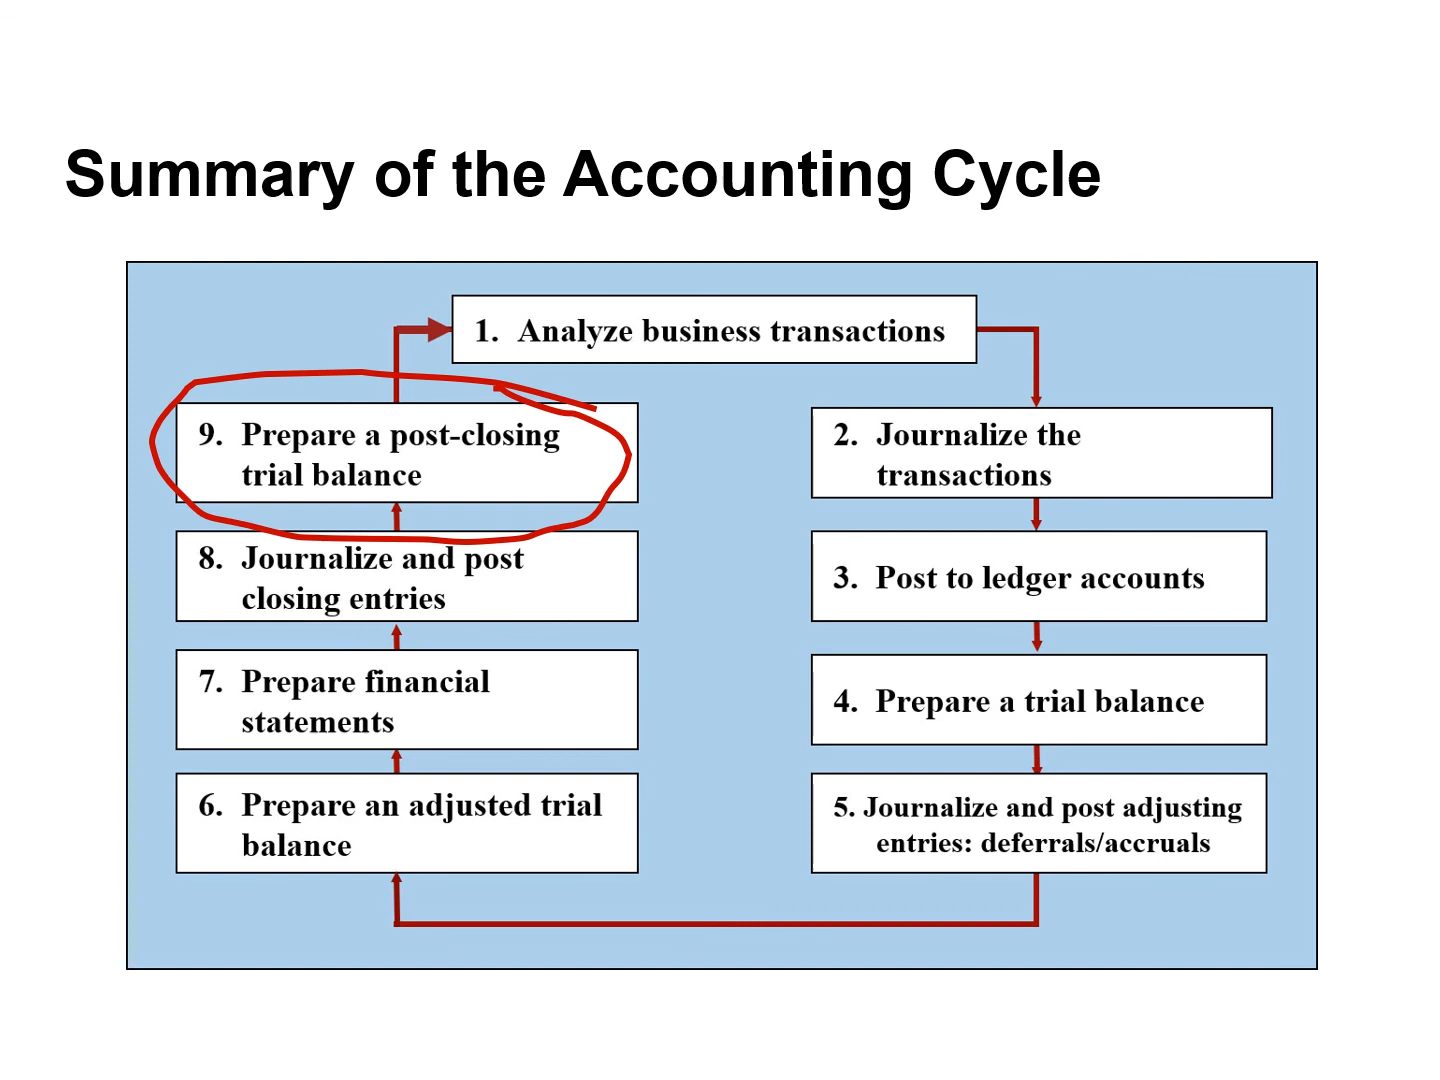 Summary of the Accounting Cycle
1. Analyze business transactions
2. Journalize the
transactions
3. Post to ledger accounts
4. Prepare a trial balance
5. Journalize and post adjusting
entries: deferrals/accruals
6. Prepare an adjusted trial
balance
7. Prepare financial
statements
8. Journalize and post
closing entries
9. Prepare a post-closing
trial balance